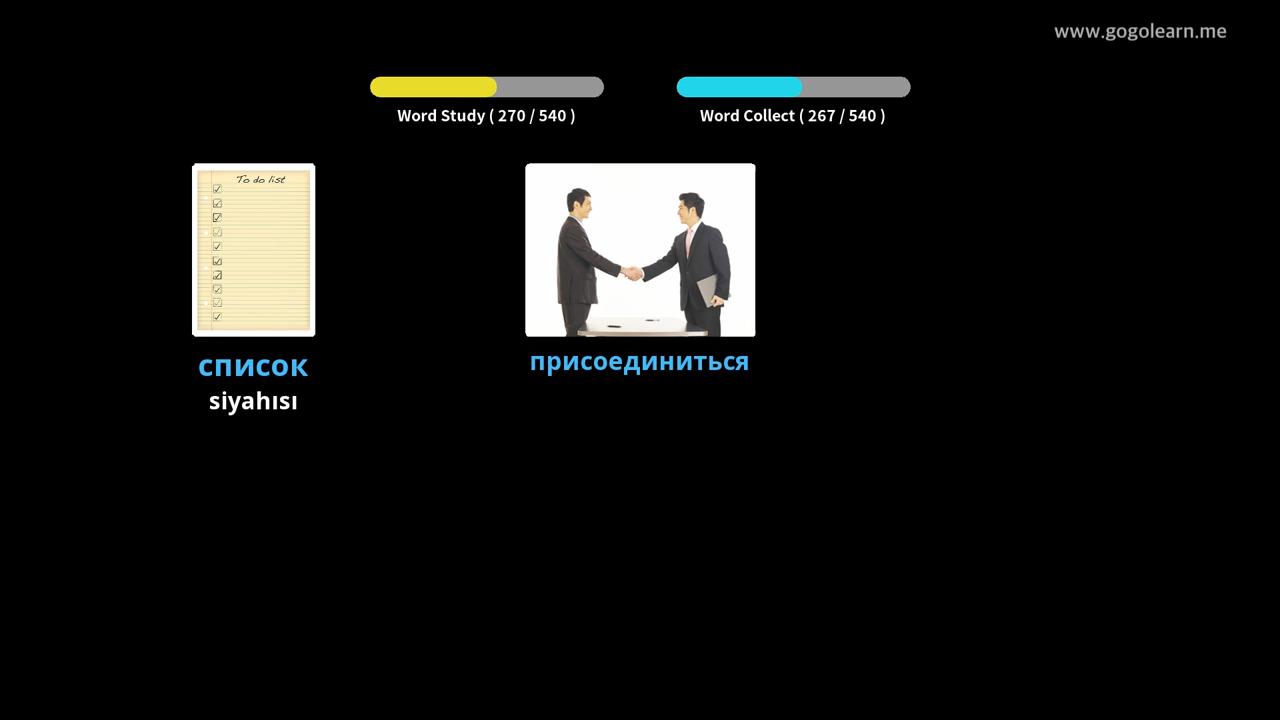 www.gogolearn.me
Word Study ( 270 / 540 )
Word Collect ( 267 / 540 )
To do list
список
siyahısı
присоединиться